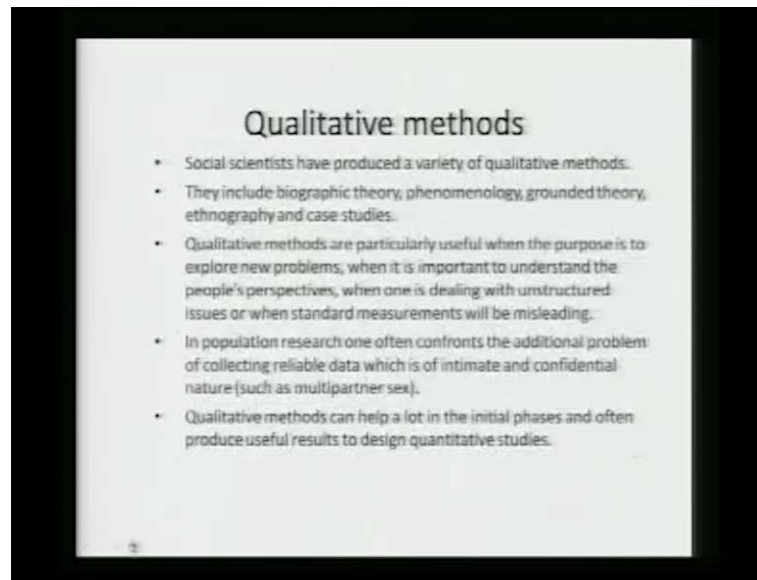 Qualitative methods
• Social scientists have produced a variety of qualitative methods.
• They include biographic theory, phenomenology, grounded theory,
ethnography and case studies.
• Qualitative methods are particularly useful when the purpose is to
explore new problems, when it is important to understand the
people's perspectives, when one is dealing with unstructured
issues or when standard measurements will be misleading.
• In population research one often confronts the additional problem
of collecting reliable data which is of intimate and confidential
nature (such as multipartner sex).
• Qualitative methods can help a lot in the initial phases and often
produce useful results to design quantitative studies.